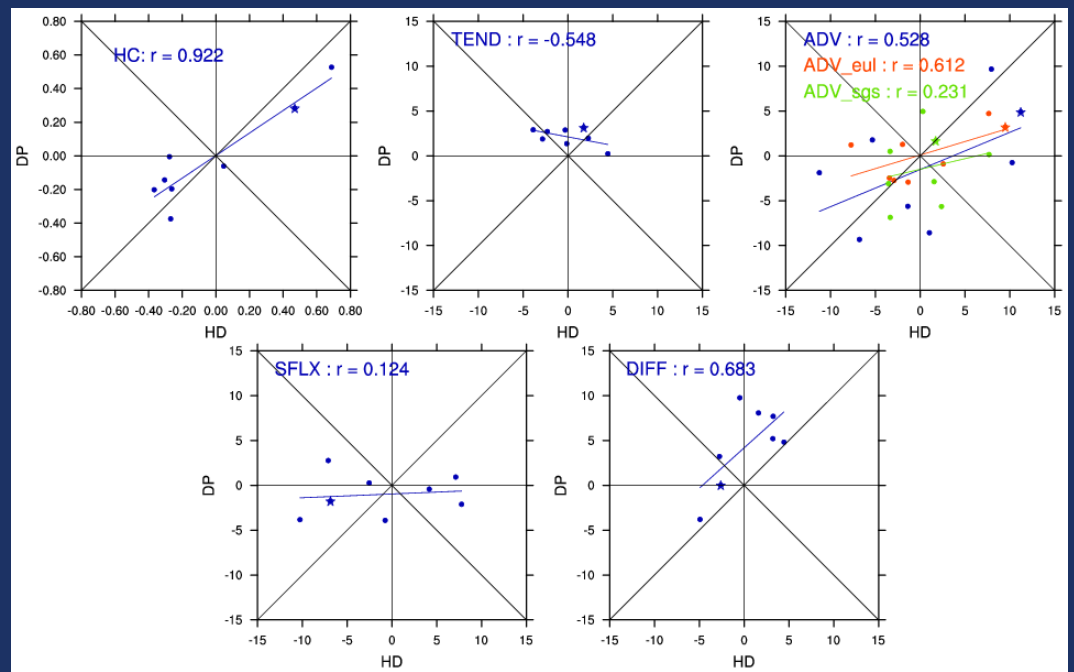 HC: r = 0.922
0.80
0.60
0.40
0.20
0.00
-0.20
-0.40
-0.60
-0.80
DP
-0.80 -0.60 -0.40 -0.20 0.00 0.20 0.40 0.60 0.80
HD
TEND : r = -0.548
15
10
5
0
-5
-10
-15
DP
-15 -10 -5 0 5 10 15
HD
ADV : r = 0.528
ADV_eul : r = 0.612
ADV_sgs : r = 0.231
15
10
5
0
-5
-10
-15
DP
-15 -10 -5 0 5 10 15
HD
SFLX : r = 0.124
15
10
5
0
-5
-10
-15
DP
-15 -10 -5 0 5 10 15
HD
DIFF : r = 0.683
15
10
5
0
-5
-10
-15
DP
-15 -10 -5 0 5 10 15
HD